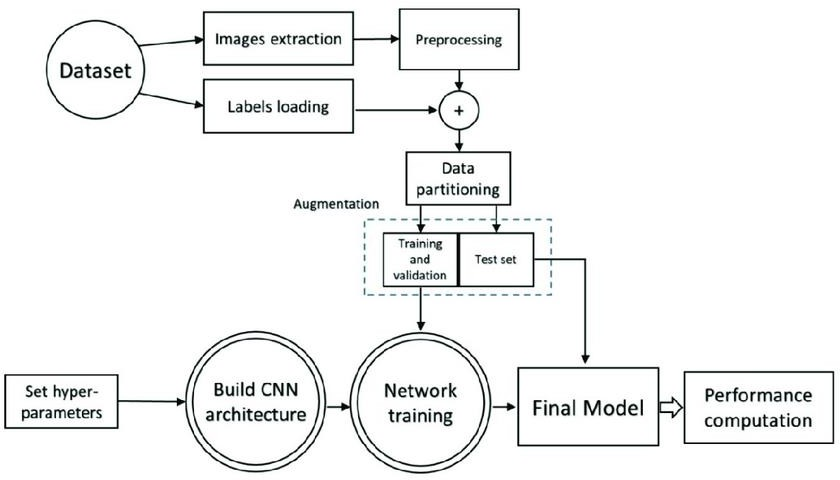 Dataset
Images extraction
Preprocessing
Labels loading
+
Data
partitioning
Augmentation
Training
and
validation
Test set
Set hyper-
parameters
Build CNN
architecture
Network
training
Final Model
Performance
computation